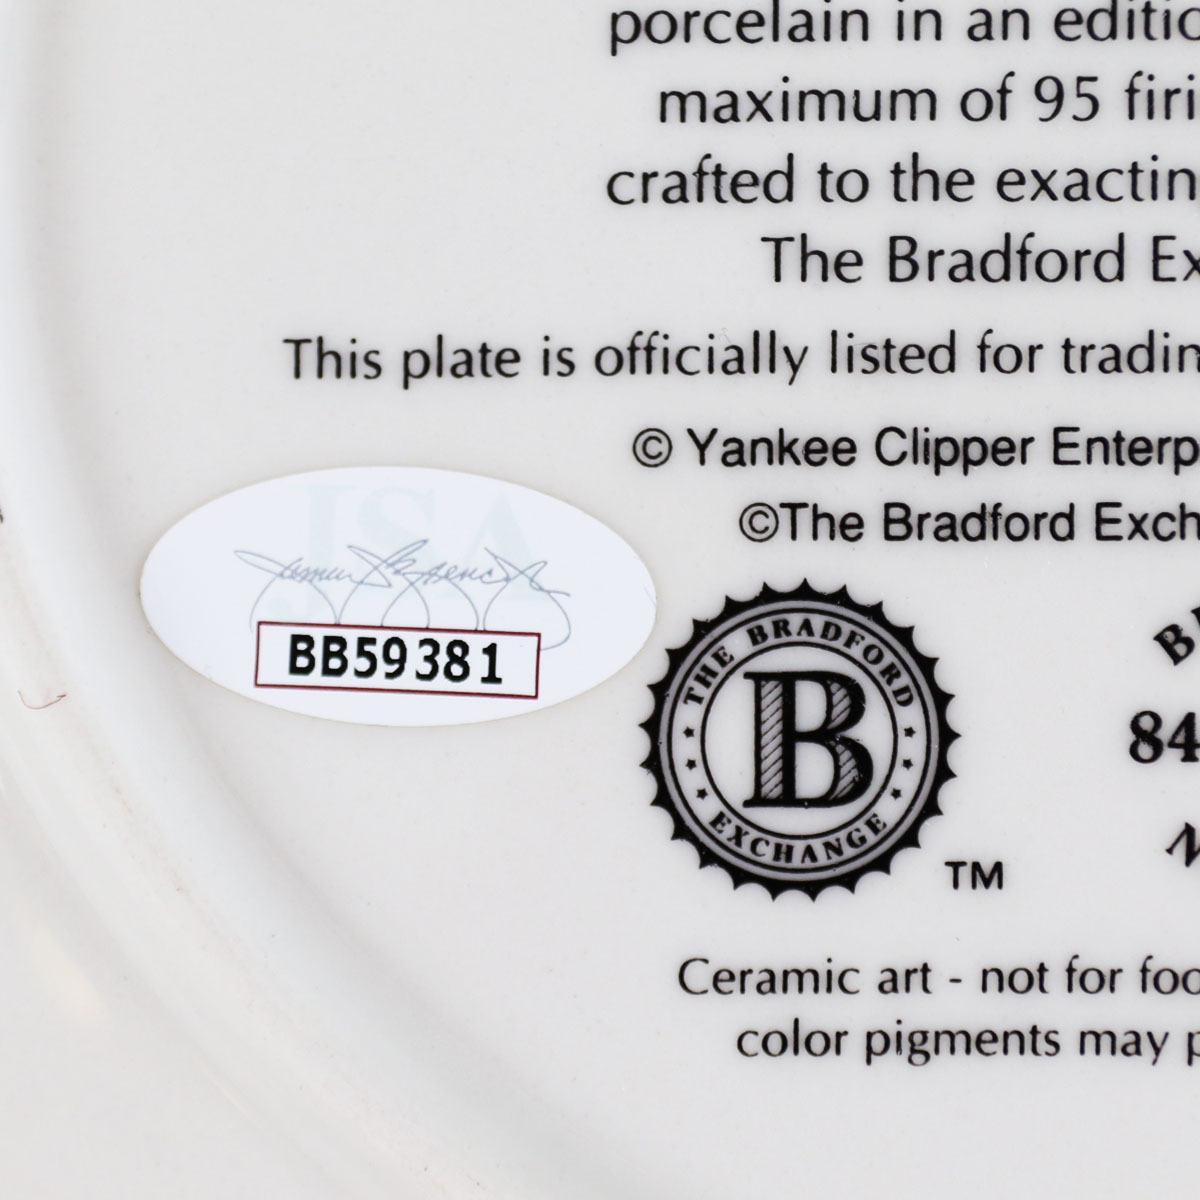 porcelain in an editio
maximum of 95 firi
crafted to the exactin
The Bradford Ex
This plate is officially listed for tradin
© Yankee Clipper Enterp
©The Bradford Exch
JSA
BB59381
THE BRADFORD
B
EXCHANGE
TM
B
84
Ceramic art - not for foo
color pigments may p